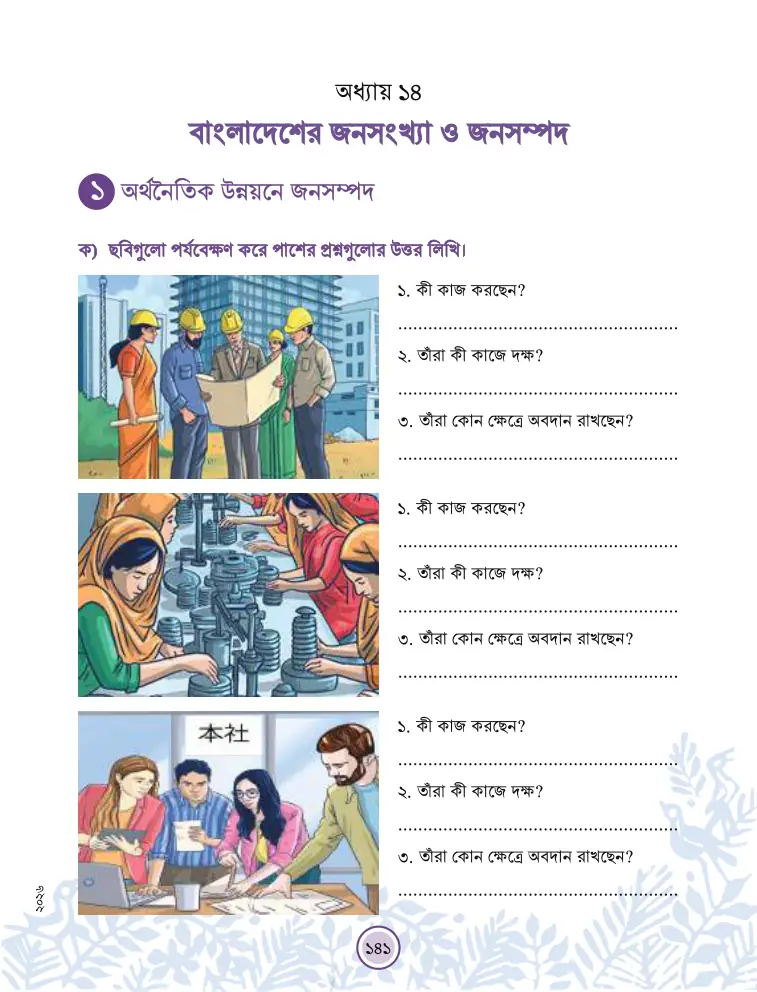 অধ্যায় ১৪
বাংলাদেশের জনসংখ্যা ও জনসম্পদ
১ অর্থনৈতিক উন্নয়নে জনসম্পদ
ক) ছবিগুলো পর্যবেক্ষণ করে পাশের প্রশ্নগুলোর উত্তর লিখি।
১. কী কাজ করছেন?
........................................................
২. তাঁরা কী কাজে দক্ষ?
........................................................
৩. তাঁরা কোন ক্ষেত্রে অবদান রাখছেন?
........................................................
১. কী কাজ করছেন?
........................................................
২. তাঁরা কী কাজে দক্ষ?
........................................................
৩. তাঁরা কোন ক্ষেত্রে অবদান রাখছেন?
........................................................
本社
১. কী কাজ করছেন?
........................................................
২. তাঁরা কী কাজে দক্ষ?
........................................................
৩. তাঁরা কোন ক্ষেত্রে অবদান রাখছেন?
........................................................
২০২৬
১৪১